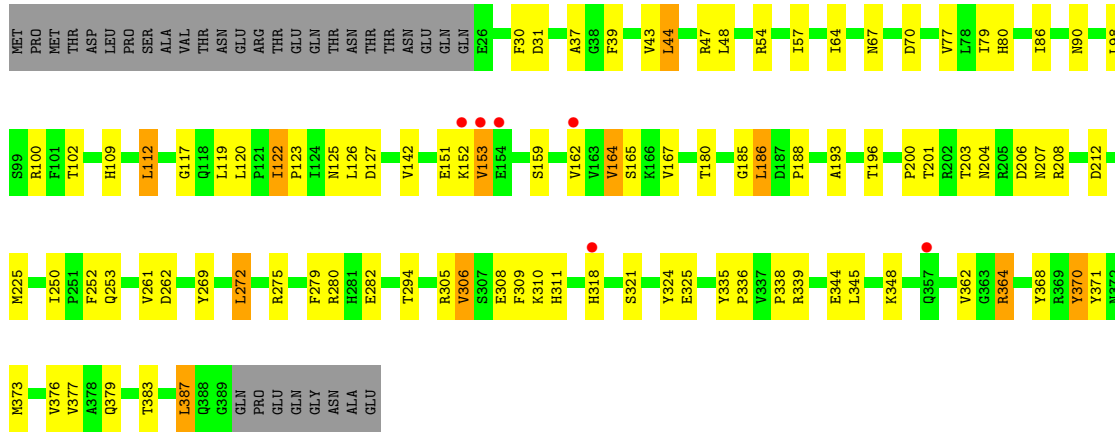 MET PRO MET THR ASP LEU PRO SER ALA VAL THR ASN GLU ARG THR GLU GLN THR ASN THR THR ASN GLU GLN GLN E26 F30 D31 A37 G38 F39 V43 L44 R47 L48 R54 I57 I64 N67 D70 V77 L78 I79 H80 I86 N90 L98
S99 R100 F101 T102 H109 L112 G117 Q118 L119 L120 P121 I122 P123 I124 N125 L126 D127 V142 E151 K152 V153 E154 S159 V162 V163 V164 S165 K166 V167 T180 G185 L186 D187 P188 A193 T196 P200 T201 R202 T203 N204 R205 D206 N207 R208 D212
M225 I250 P251 F252 Q253 V261 D262 Y269 L272 R275 F279 R280 H281 E282 T294 R305 V306 S307 E308 F309 K310 H311 H318 S321 Y324 E325 Y335 P336 V337 P338 R339 E344 L345 K348 Q357 V362 G363 R364 Y368 R369 Y370 Y371 N372
M373 V376 V377 A378 Q379 T383 L387 Q388 G389 GLN PRO GLU GLN GLY ASN ALA GLU